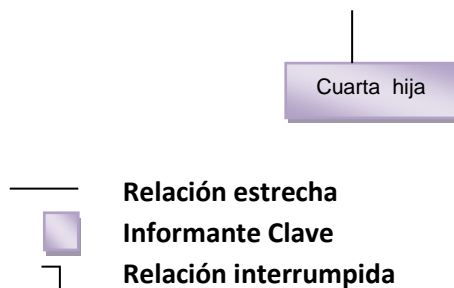 Cuarta hija
Relación estrecha
Informante Clave
Relación interrumpida